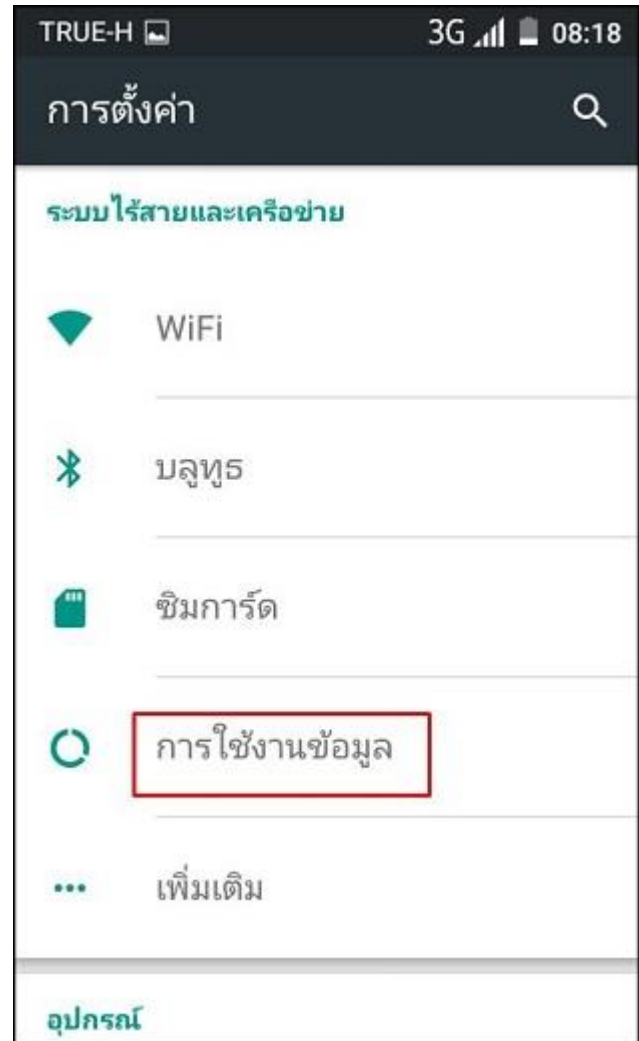 TRUE-H 3G 08:18
การตั้งค่า
ระบบไร้สายและเครือข่าย
WiFi
บลูทูธ
ซิมการ์ด
การใช้งานข้อมูล
เพิ่มเติม
อุปกรณ์